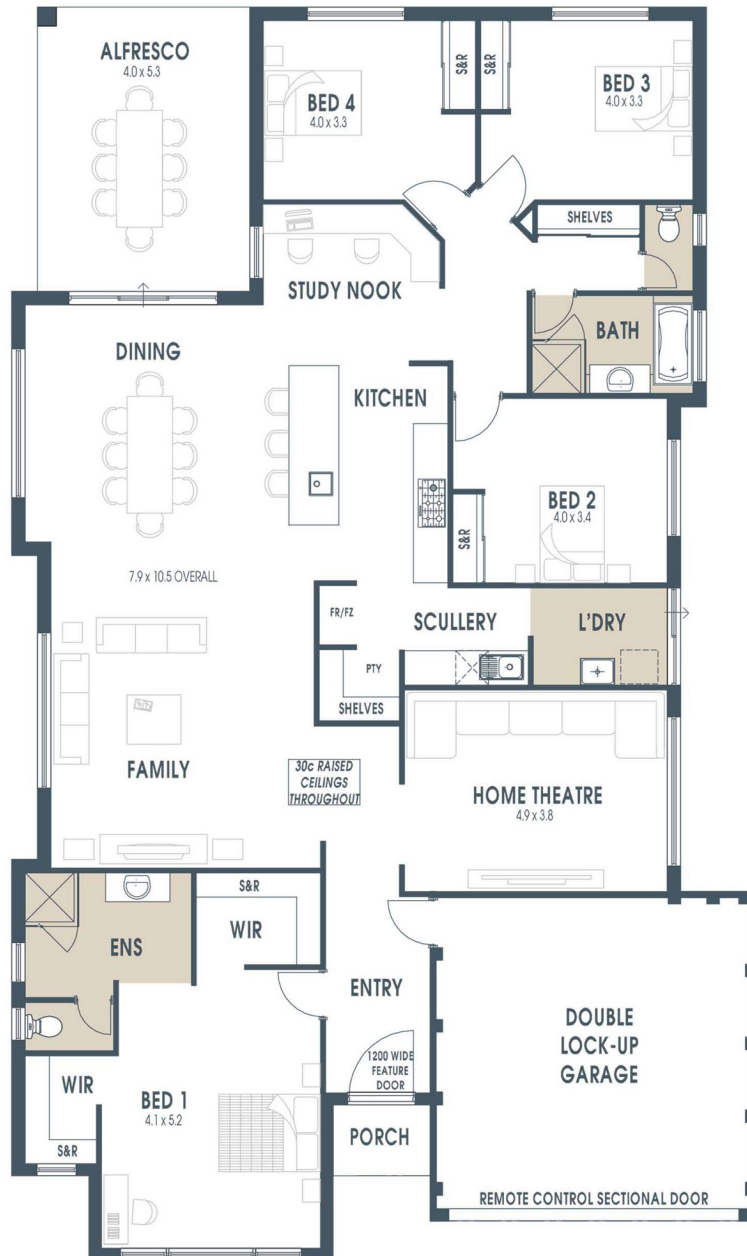 ALFRESCO
4.0 x 5.3
BED 4
4.0 x 3.3
S&R
S&R
BED 3
4.0 x 3.3
SHELVES
STUDY NOOK
BATH
DINING
KITCHEN
BED 2
4.0 x 3.4
S&R
7.9 x 10.5 OVERALL
FR/FZ
SCULLERY
L'DRY
PTY
SHELVES
FAMILY
30c RAISED
CEILINGS
THROUGHOUT
HOME THEATRE
4.9 x 3.8
S&R
WIR
ENS
ENTRY
DOUBLE
LOCK-UP
GARAGE
1200 WIDE
FEATURE
DOOR
WIR
BED 1
4.1 x 5.2
S&R
PORCH
REMOTE CONTROL SECTIONAL DOOR